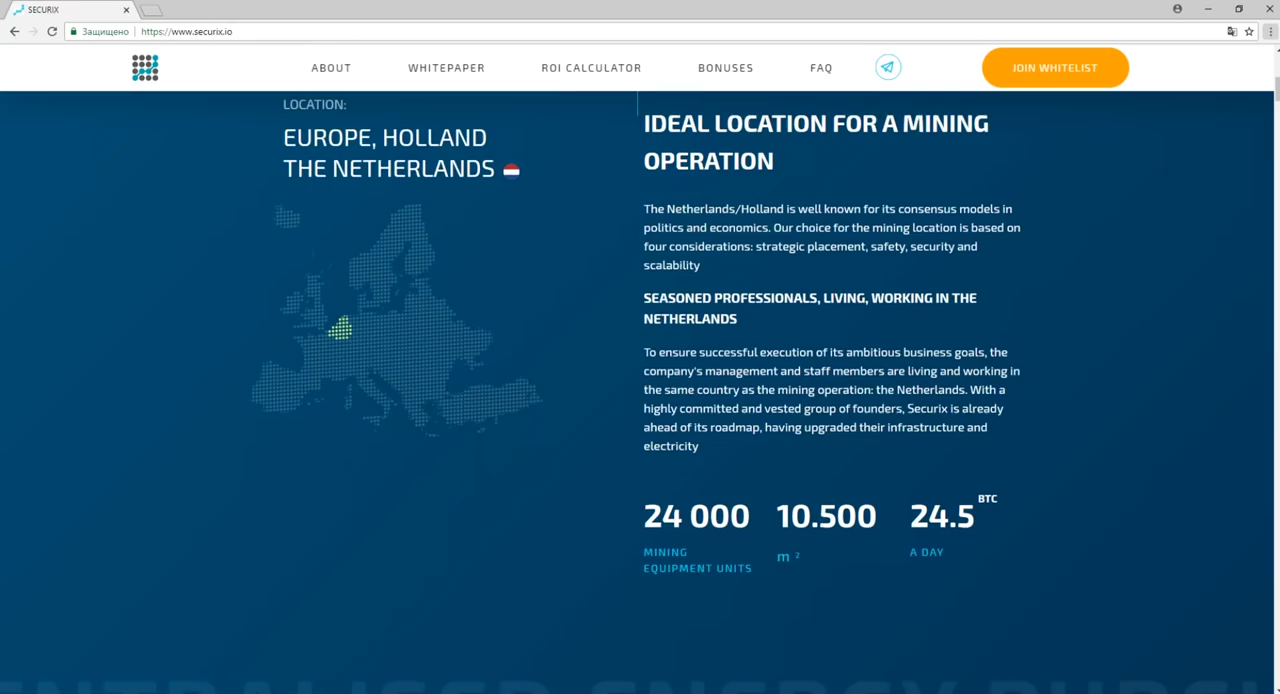 SECURIX
Защищено
https://www.securix.io
ABOUT
WHITEPAPER
ROI CALCULATOR
BONUSES
FAQ
JOIN WHITELIST
LOCATION:
EUROPE, HOLLAND
THE NETHERLANDS
IDEAL LOCATION FOR A MINING
OPERATION
The Netherlands/Holland is well known for its consensus models in
politics and economics. Our choice for the mining location is based on
four considerations: strategic placement, safety, security and
scalability
SEASONED PROFESSIONALS, LIVING, WORKING IN THE
NETHERLANDS
To ensure successful execution of its ambitious business goals, the
company's management and staff members are living and working in
the same country as the mining operation: the Netherlands. With a
highly committed and vested group of founders, Securix is already
ahead of its roadmap, having upgraded their infrastructure and
electricity
24 000
MINING
EQUIPMENT UNITS
10.500
m ²
24.5 BTC
A DAY